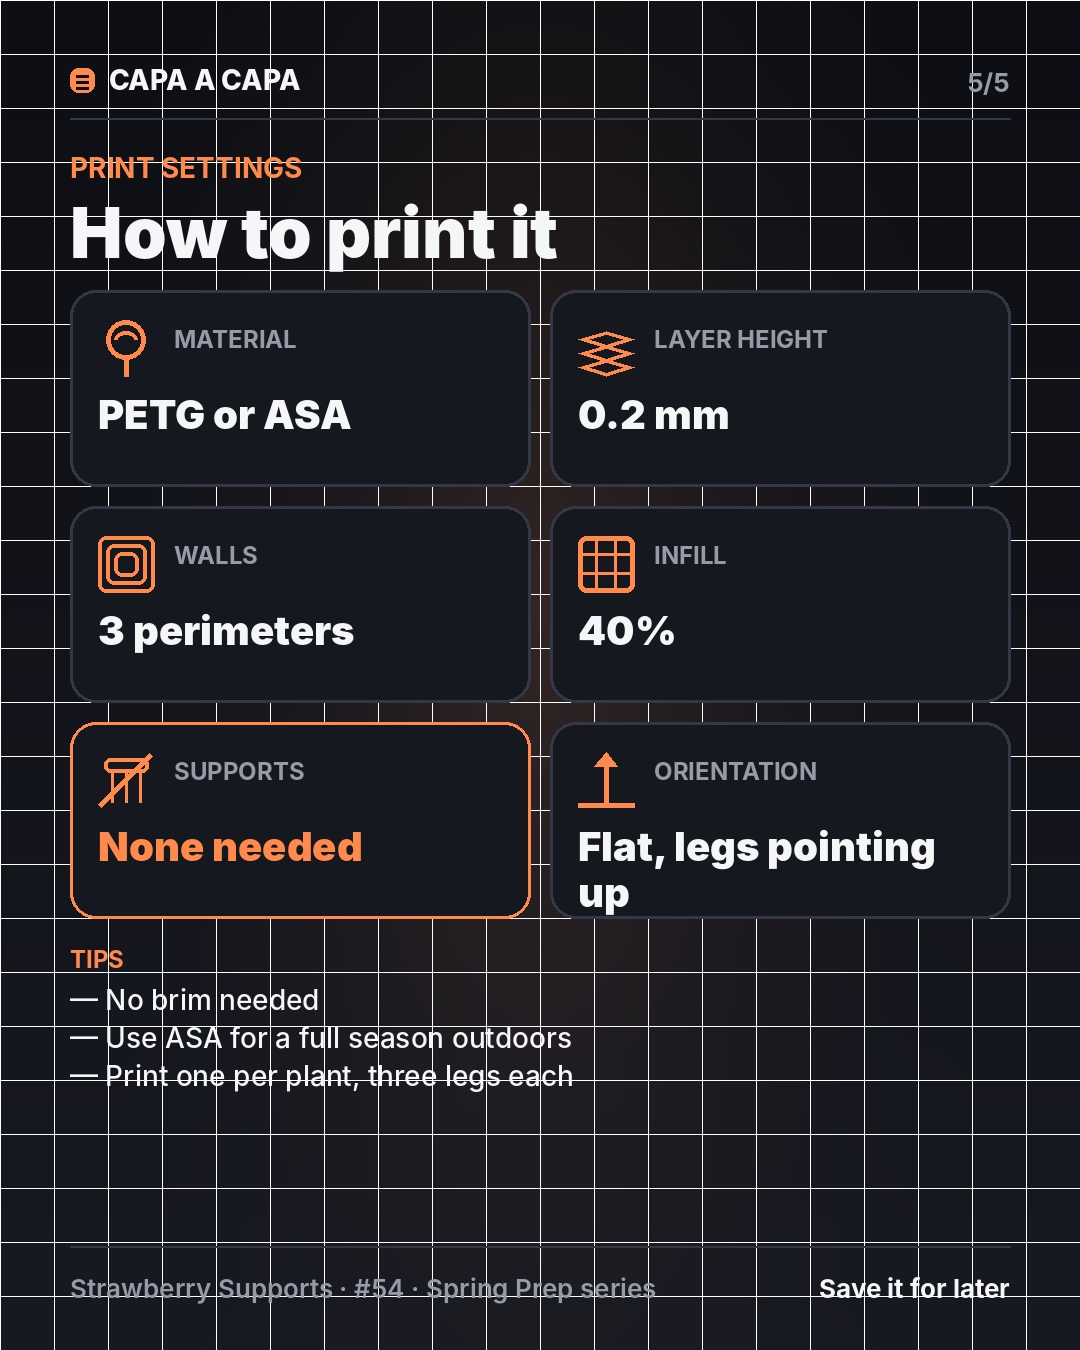 CAPA A CAPA
5/5
PRINT SETTINGS
How to print it
MATERIAL
PETG or ASA
LAYER HEIGHT
0.2 mm
WALLS
3 perimeters
INFILL
40%
SUPPORTS
None needed
ORIENTATION
Flat, legs pointing
up
TIPS
— No brim needed
— Use ASA for a full season outdoors
— Print one per plant, three legs each
Strawberry Supports · #54 · Spring Prep series
Save it for later